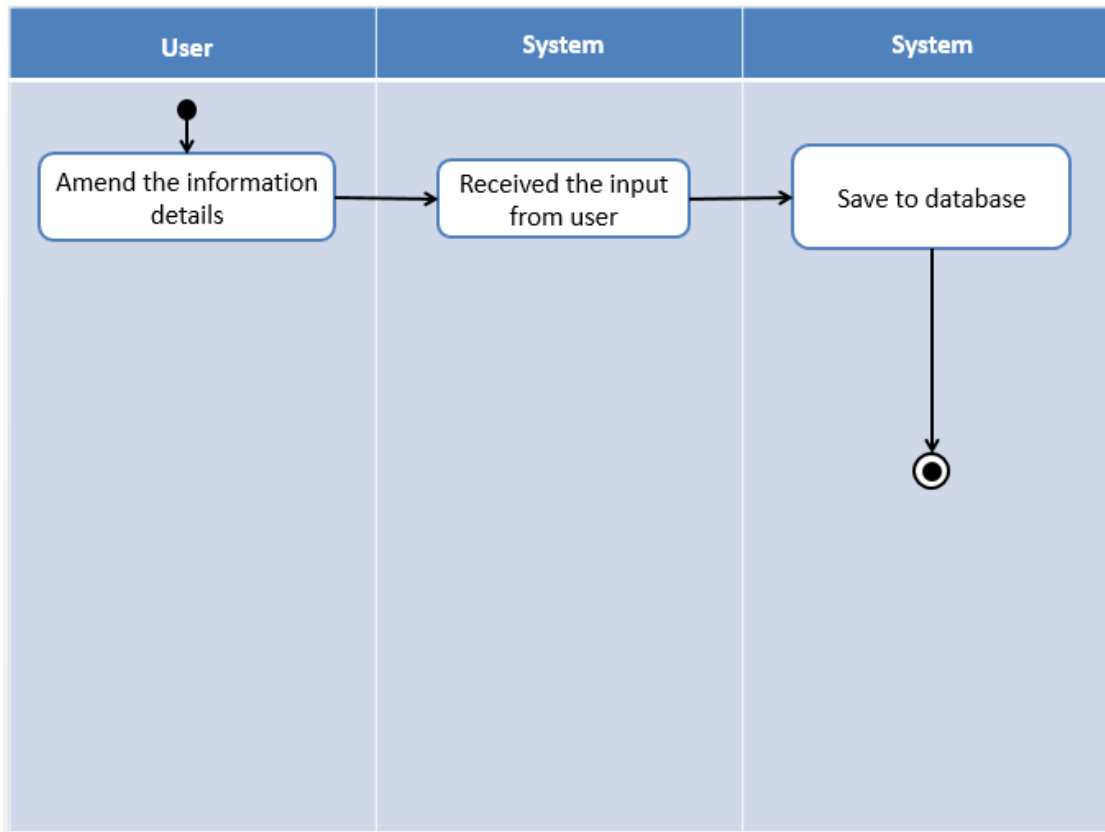 User
System
System
Amend the information
details
Received the input
from user
Save to database